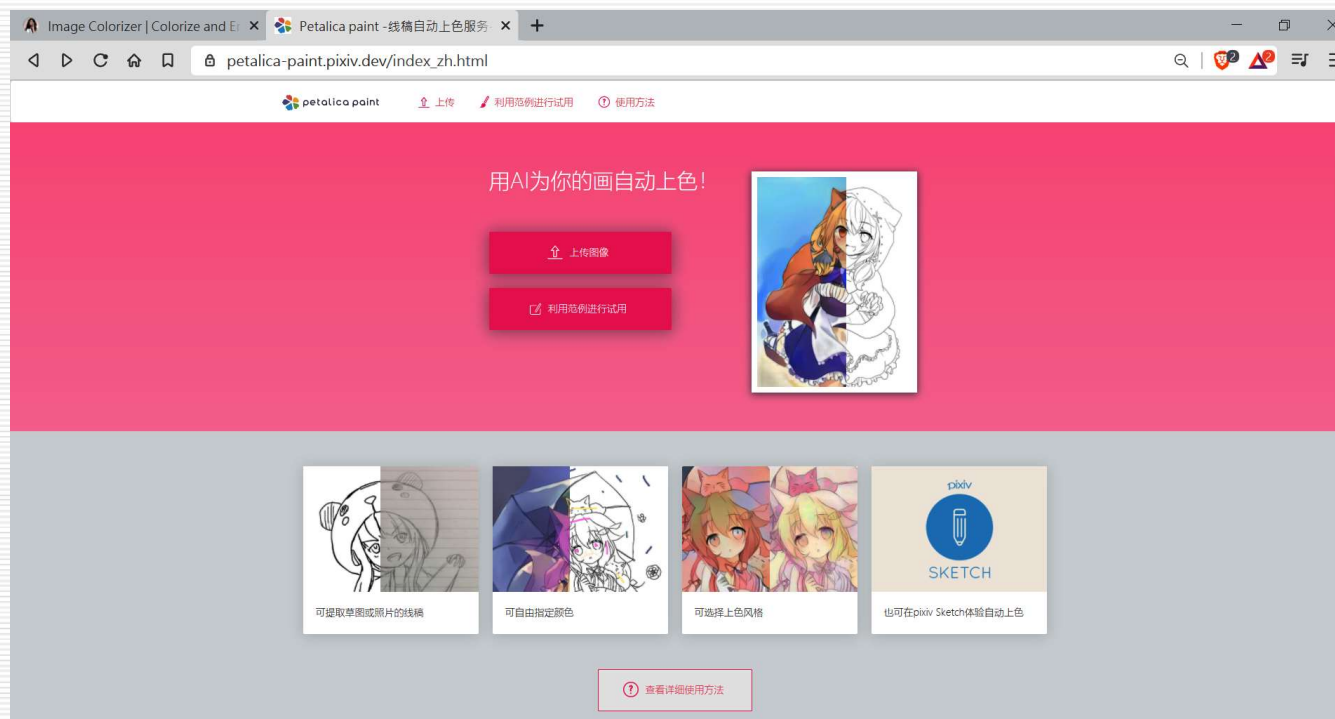 Image Colorizer | Colorize and En
Petalica paint -线稿自动上色服务
petalica-paint.pixiv.dev/index_zh.html
2
2
petalica paint
上传
利用范例进行试用
使用方法
用AI为你的画自动上色！
上传图像
利用范例进行试用
pixiv
SKETCH
可提取草图或照片的线稿
可自由指定颜色
可选择上色风格
也可在pixiv Sketch体验自动上色
查看详细使用方法